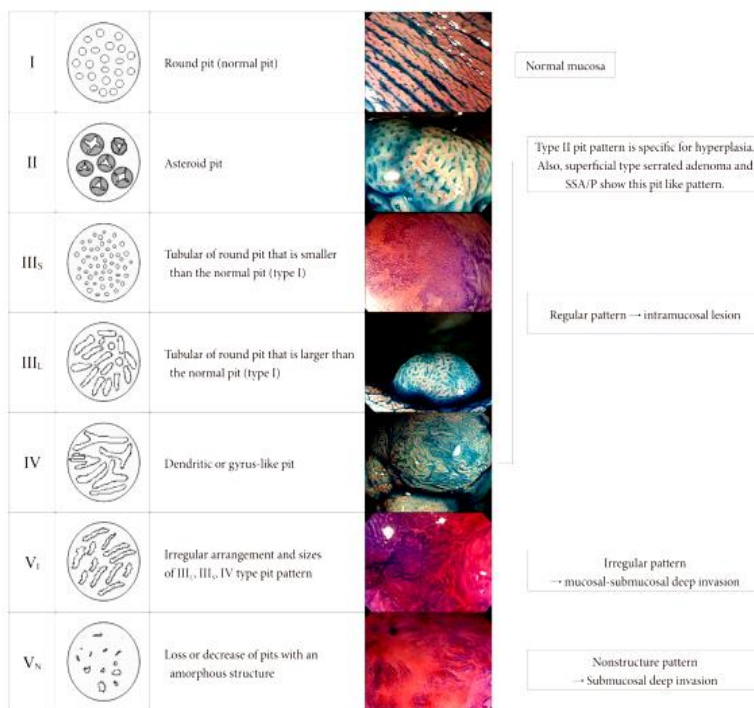 I
Round pit (normal pit)
Normal mucosa
II
Asteroid pit
Type II pit pattern is specific for hyperplasia.
Also, superficial type serrated adenoma and
SSA/P show this pit like pattern.
IIIS
Tubular of round pit that is smaller
than the normal pit (type I)
Regular pattern → intramucosal lesion
IIIL
Tubular of round pit that is larger than
the normal pit (type I)
IV
Dendritic or gyrus-like pit
VI
Irregular arrangement and sizes
of IIIL, IIIS, IV type pit pattern
Irregular pattern
→ mucosal-submucosal deep invasion
VN
Loss or decrease of pits with an
amorphous structure
Nonstructure pattern
→ Submucosal deep invasion